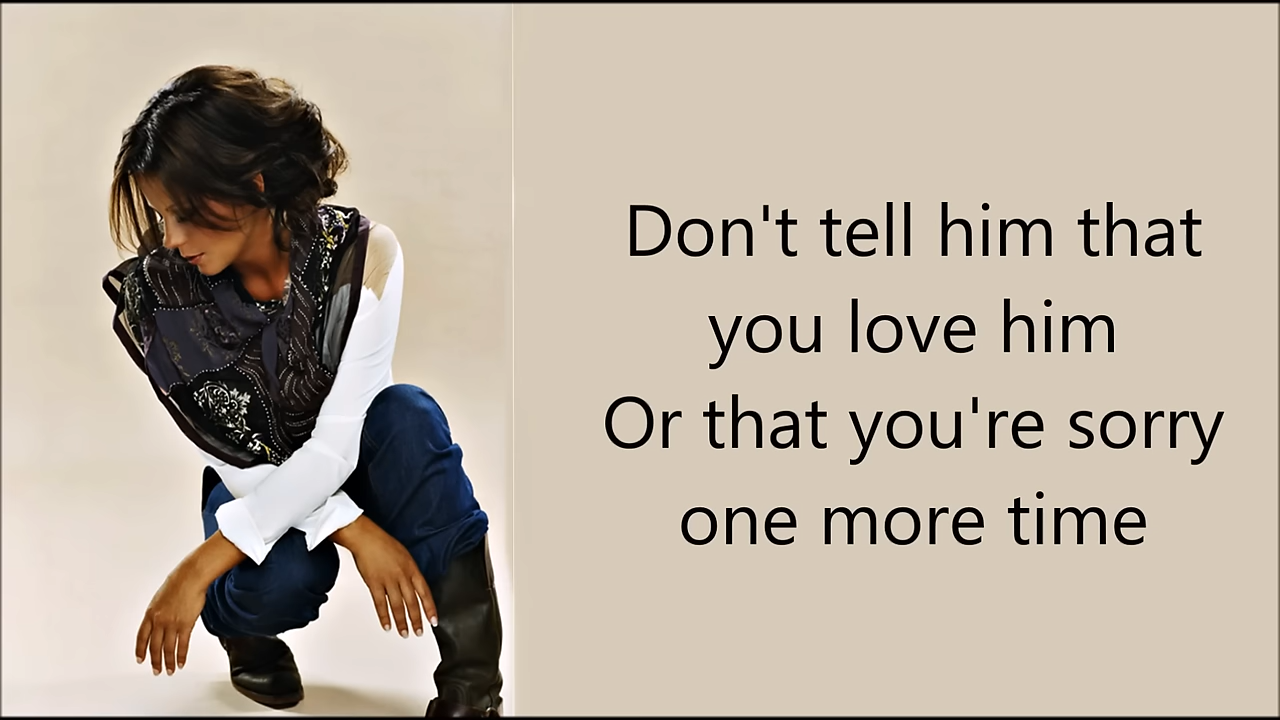 Don't tell him that
you love him
Or that you're sorry
one more time